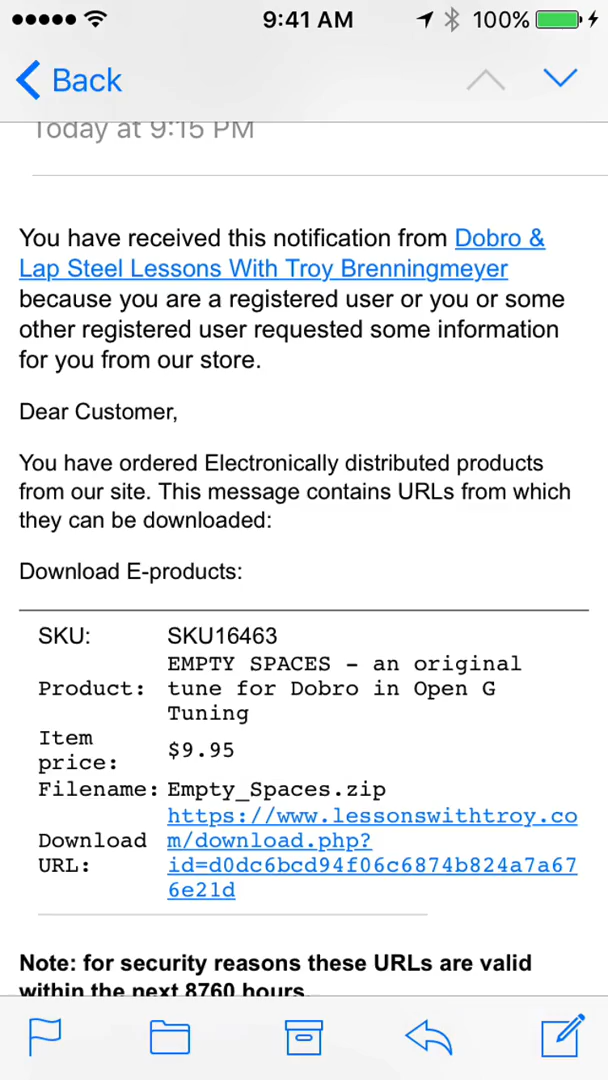 9:41 AM 100%
Back
Today at 9:15 PM
You have received this notification from Dobro &
Lap Steel Lessons With Troy Brenningmeyer
because you are a registered user or you or some
other registered user requested some information
for you from our store.
Dear Customer,
You have ordered Electronically distributed products
from our site. This message contains URLs from which
they can be downloaded:
Download E-products:
SKU: SKU16463
Product: EMPTY SPACES – an original
tune for Dobro in Open G
Tuning
Item
price: $9.95
Filename: Empty_Spaces.zip
Download
URL: https://www.lessonswithtroy.co
m/download.php?
id=d0dc6bcd94f06c6874b824a7a67
6e21d
Note: for security reasons these URLs are valid
within the next 8760 hours.